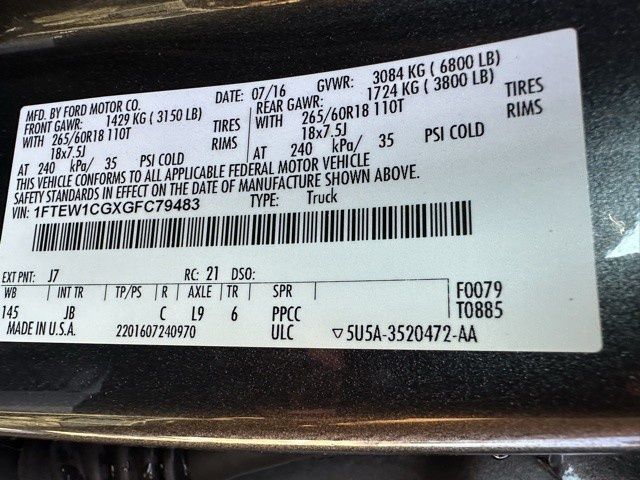 MFD. BY FORD MOTOR CO. DATE: 07/16 GVWR: 3084 KG ( 6800 LB)
FRONT GAWR: 1429 KG ( 3150 LB) REAR GAWR: 1724 KG ( 3800 LB)
WITH 265/60R18 110T TIRES WITH 265/60R18 110T TIRES
18x7.5J RIMS 18x7.5J RIMS
AT 240 kPa/ 35 PSI COLD AT 240 kPa/ 35 PSI COLD
THIS VEHICLE CONFORMS TO ALL APPLICABLE FEDERAL MOTOR VEHICLE
SAFETY STANDARDS IN EFFECT ON THE DATE OF MANUFACTURE SHOWN ABOVE.
VIN: 1FTEW1CGXGFC79483 TYPE: Truck
EXT PNT: J7 RC: 21 DSO:
WB INT TR TP/PS R AXLE TR SPR F0079
145 JB C L9 6 PPCC T0885
MADE IN U.S.A. 2201607240970 ULC ▽5U5A-3520472-AA